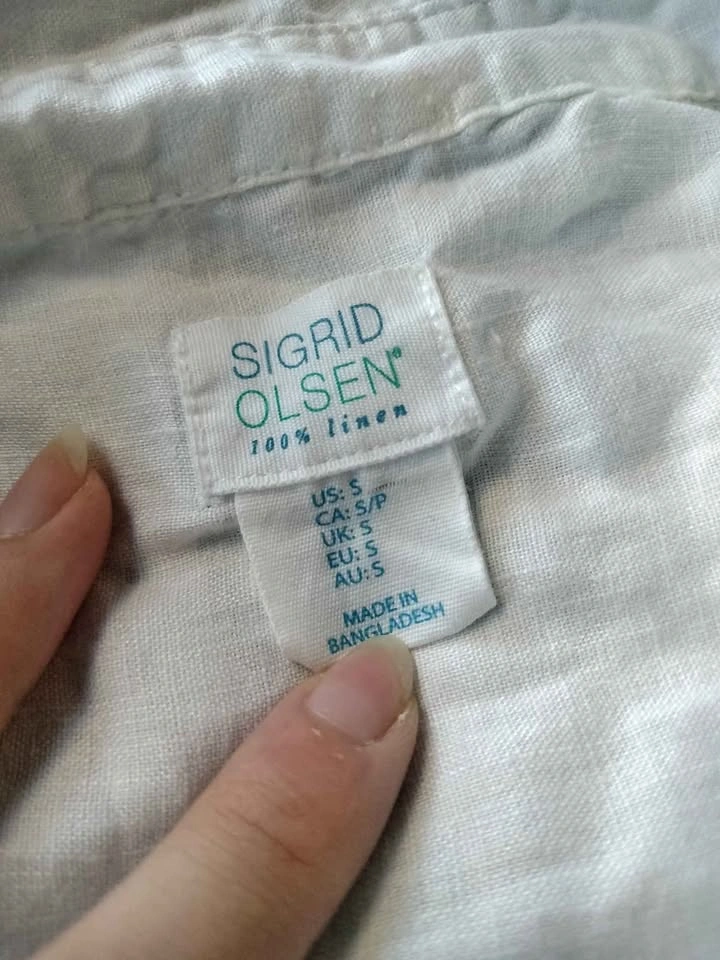 SIGRID
OLSEN®
100% linen
US: S
CA: S/P
UK: S
EU: S
AU: S
MADE IN
BANGLADESH